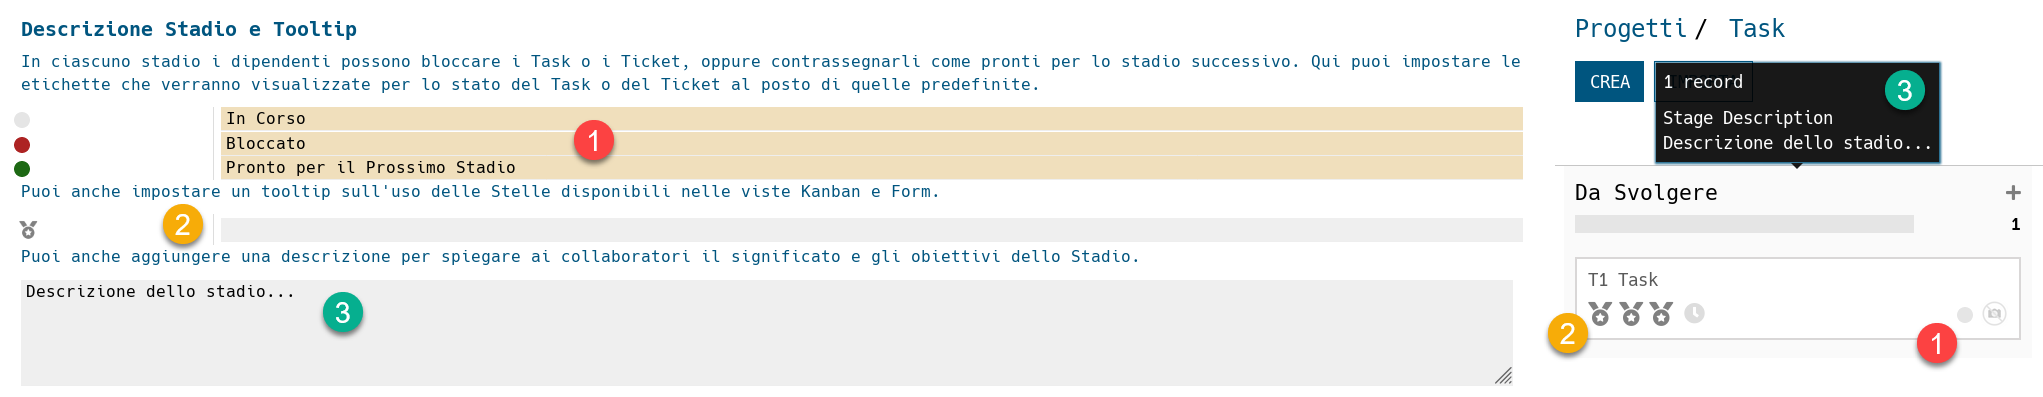 Descrizione Stadio e Tooltip
In ciascuno stadio i dipendenti possono bloccare i Task o i Ticket, oppure contrassegnarli come pronti per lo stadio successivo. Qui puoi impostare le
etichette che verranno visualizzate per lo stato del Task o del Ticket al posto di quelle predefinite.
In Corso
Bloccato
1
Pronto per il Prossimo Stadio
Puoi anche impostare un tooltip sull'uso delle Stelle disponibili nelle viste Kanban e Form.
2
Puoi anche aggiungere una descrizione per spiegare ai collaboratori il significato e gli obiettivi dello Stadio.
Descrizione dello stadio...
3
Progetti / Task
CREA
1 record
3
Stage Description
Descrizione dello stadio...
Da Svolgere +
1
T1 Task
2
1